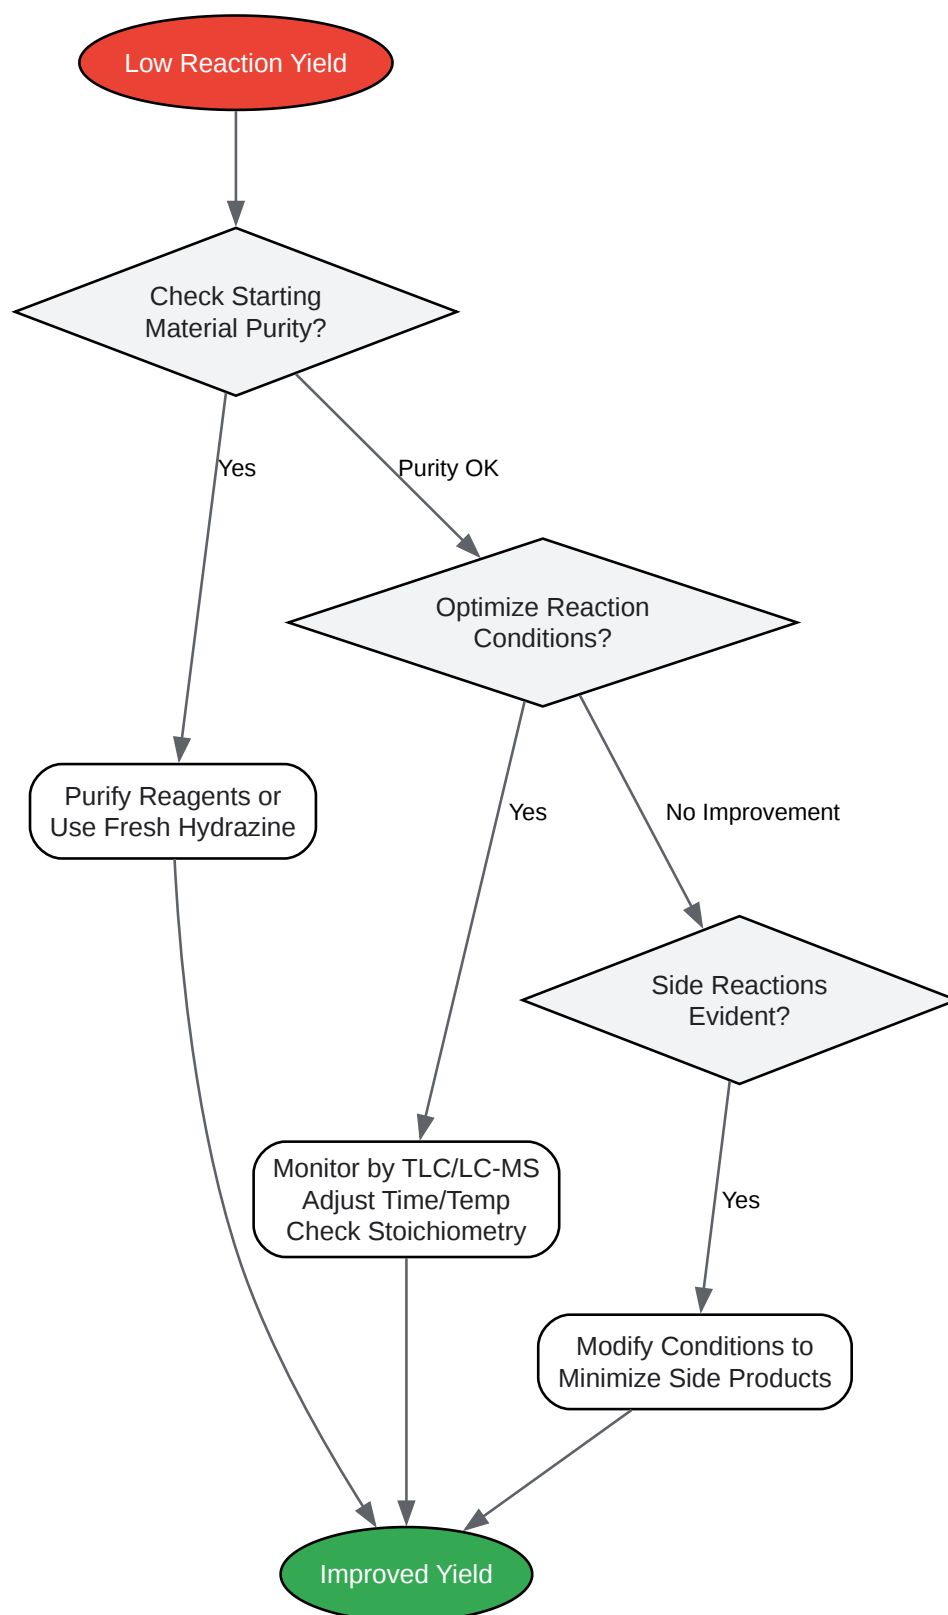 Low Reaction Yield
Check Starting
Material Purity?
Yes
Purity OK
Optimize Reaction
Conditions?
Purify Reagents or
Use Fresh Hydrazine
Yes
No Improvement
Side Reactions
Evident?
Monitor by TLC/LC-MS
Adjust Time/Temp
Check Stoichiometry
Yes
Modify Conditions to
Minimize Side Products
Improved Yield